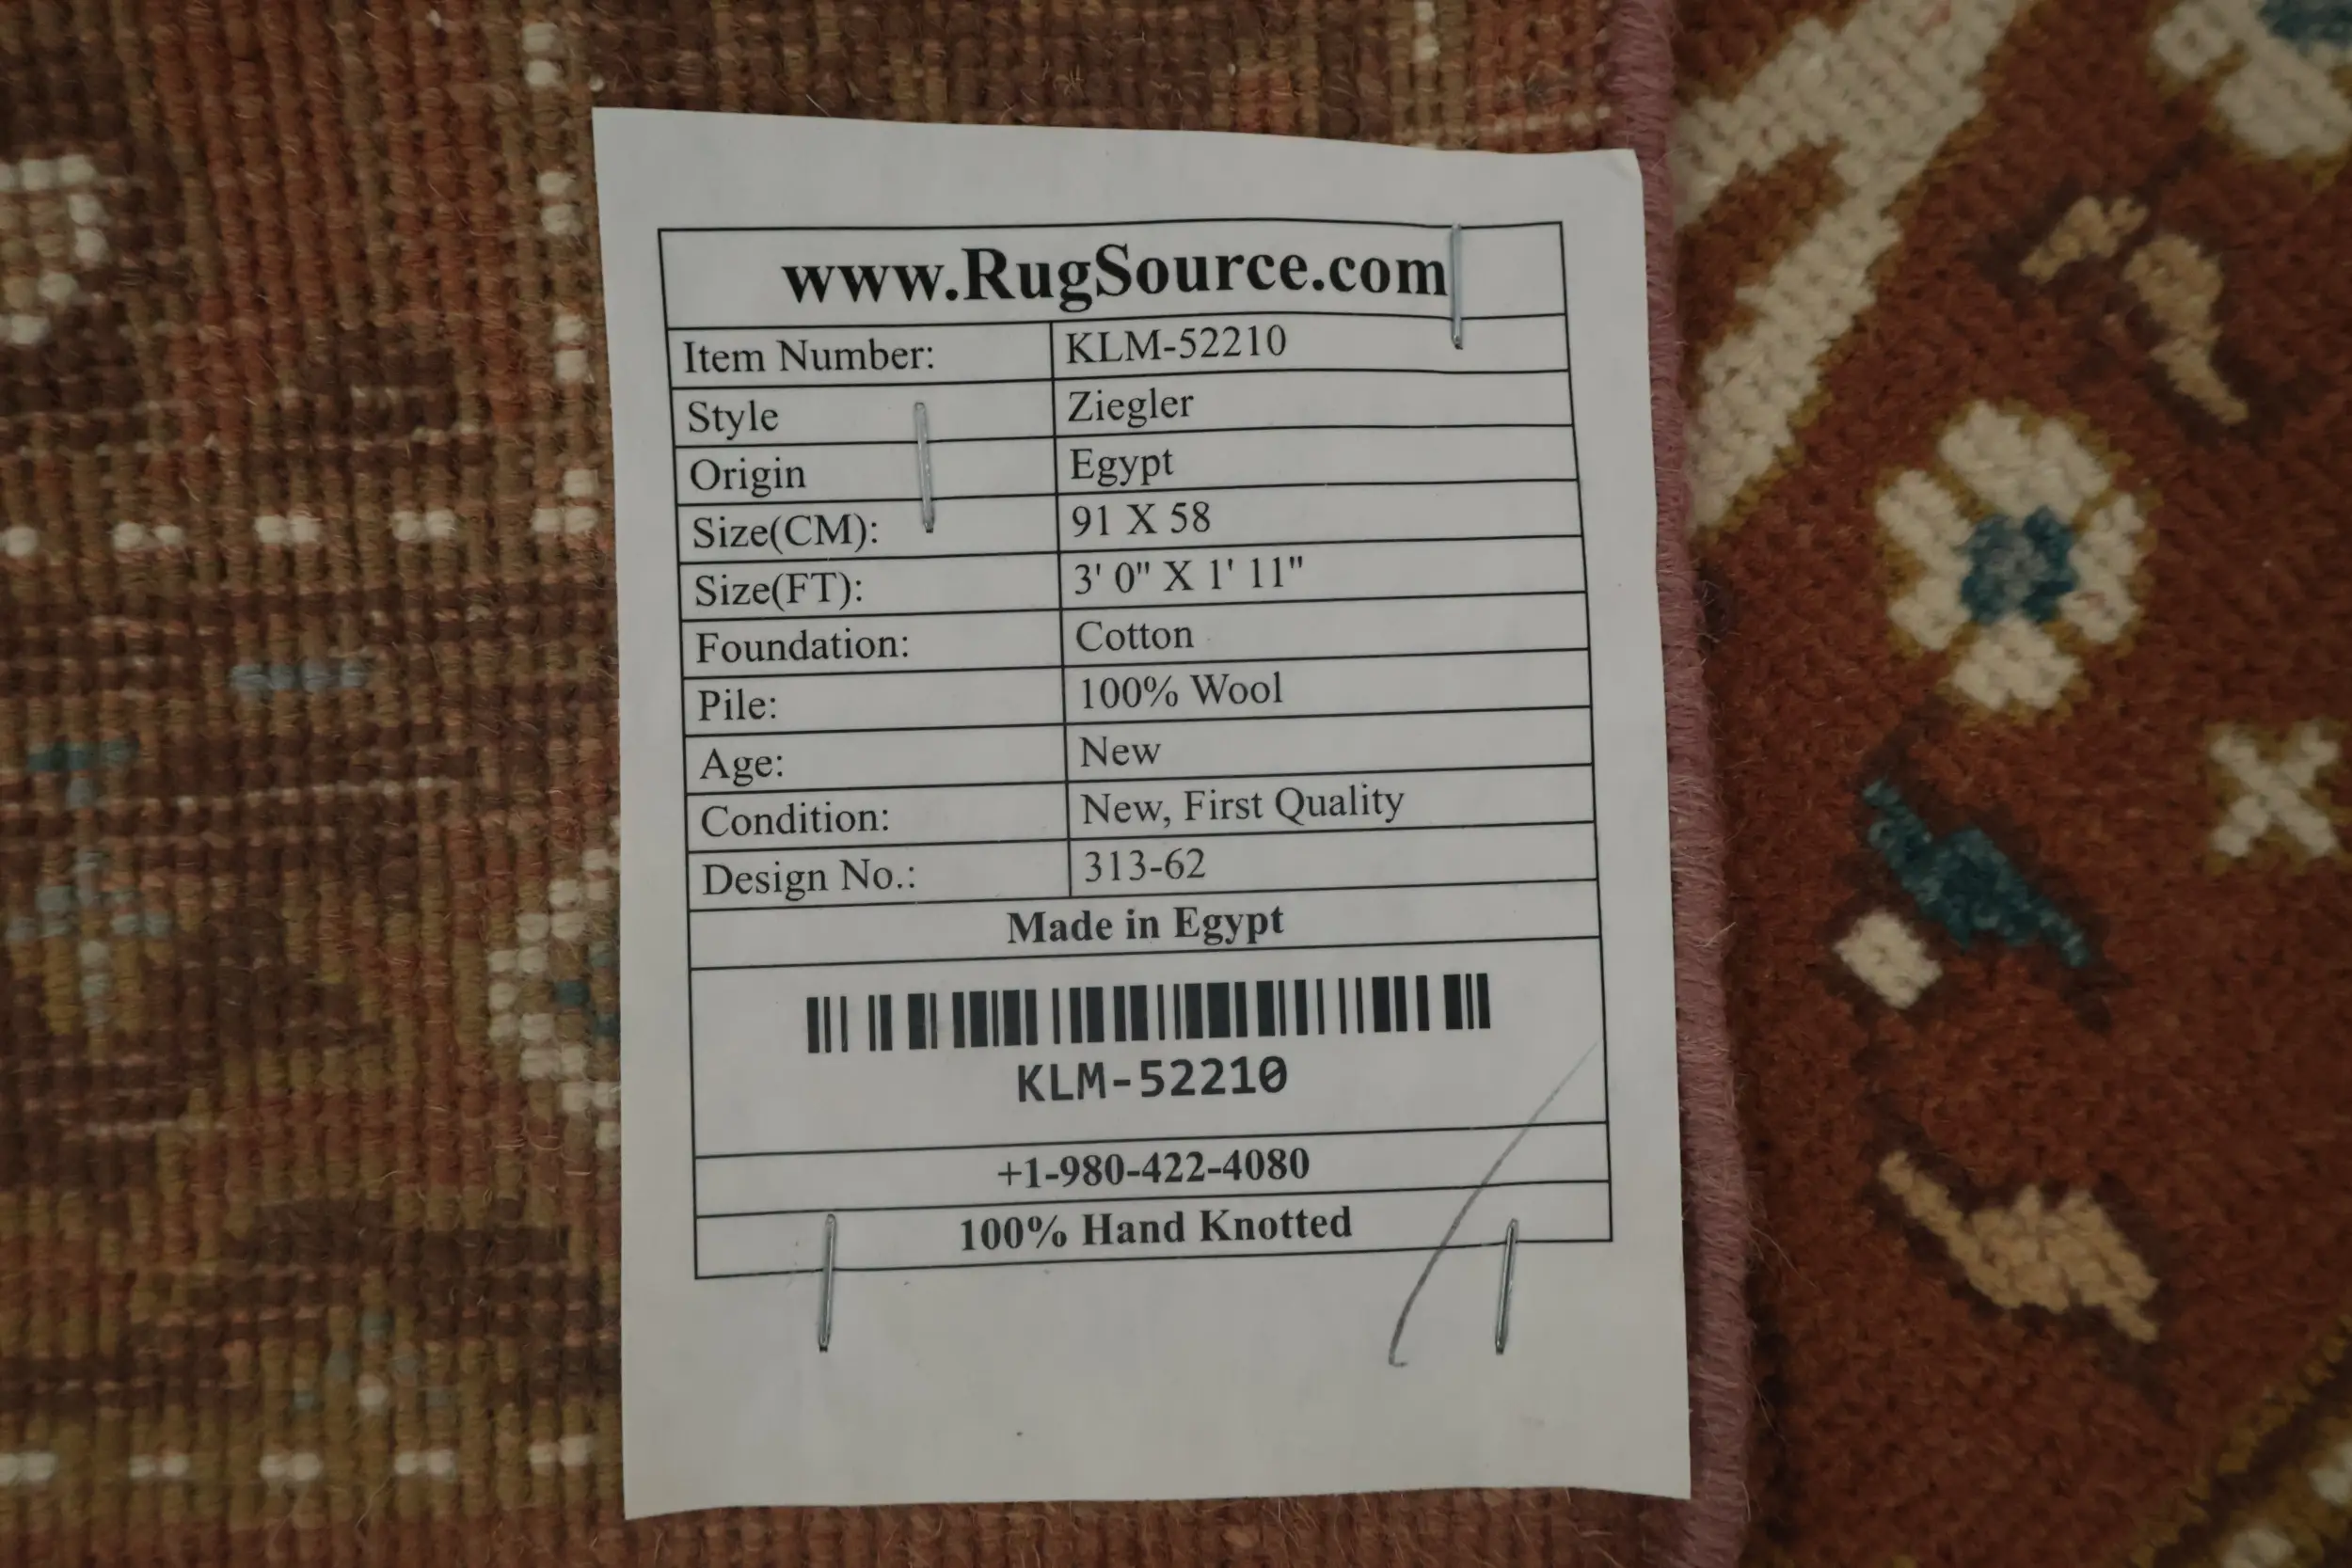 www.RugSource.com
Item Number: KLM-52210
Style Ziegler
Origin Egypt
Size(CM): 91 X 58
Size(FT): 3' 0" X 1' 11"
Foundation: Cotton
Pile: 100% Wool
Age: New
Condition: New, First Quality
Design No.: 313-62
Made in Egypt
KLM-52210
+1-980-422-4080
100% Hand Knotted